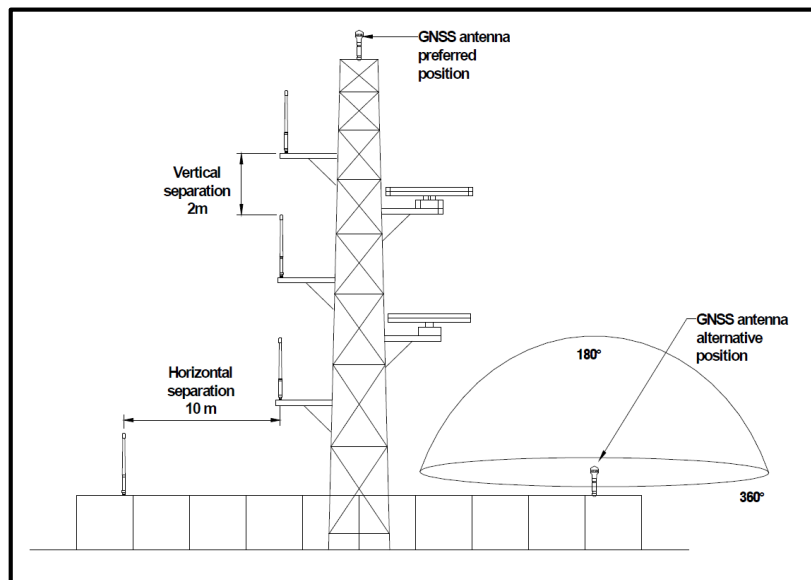 GNSS antenna
preferred
position
Vertical
separation
2m
GNSS antenna
alternative
position
180°
Horizontal
separation
10 m
360°